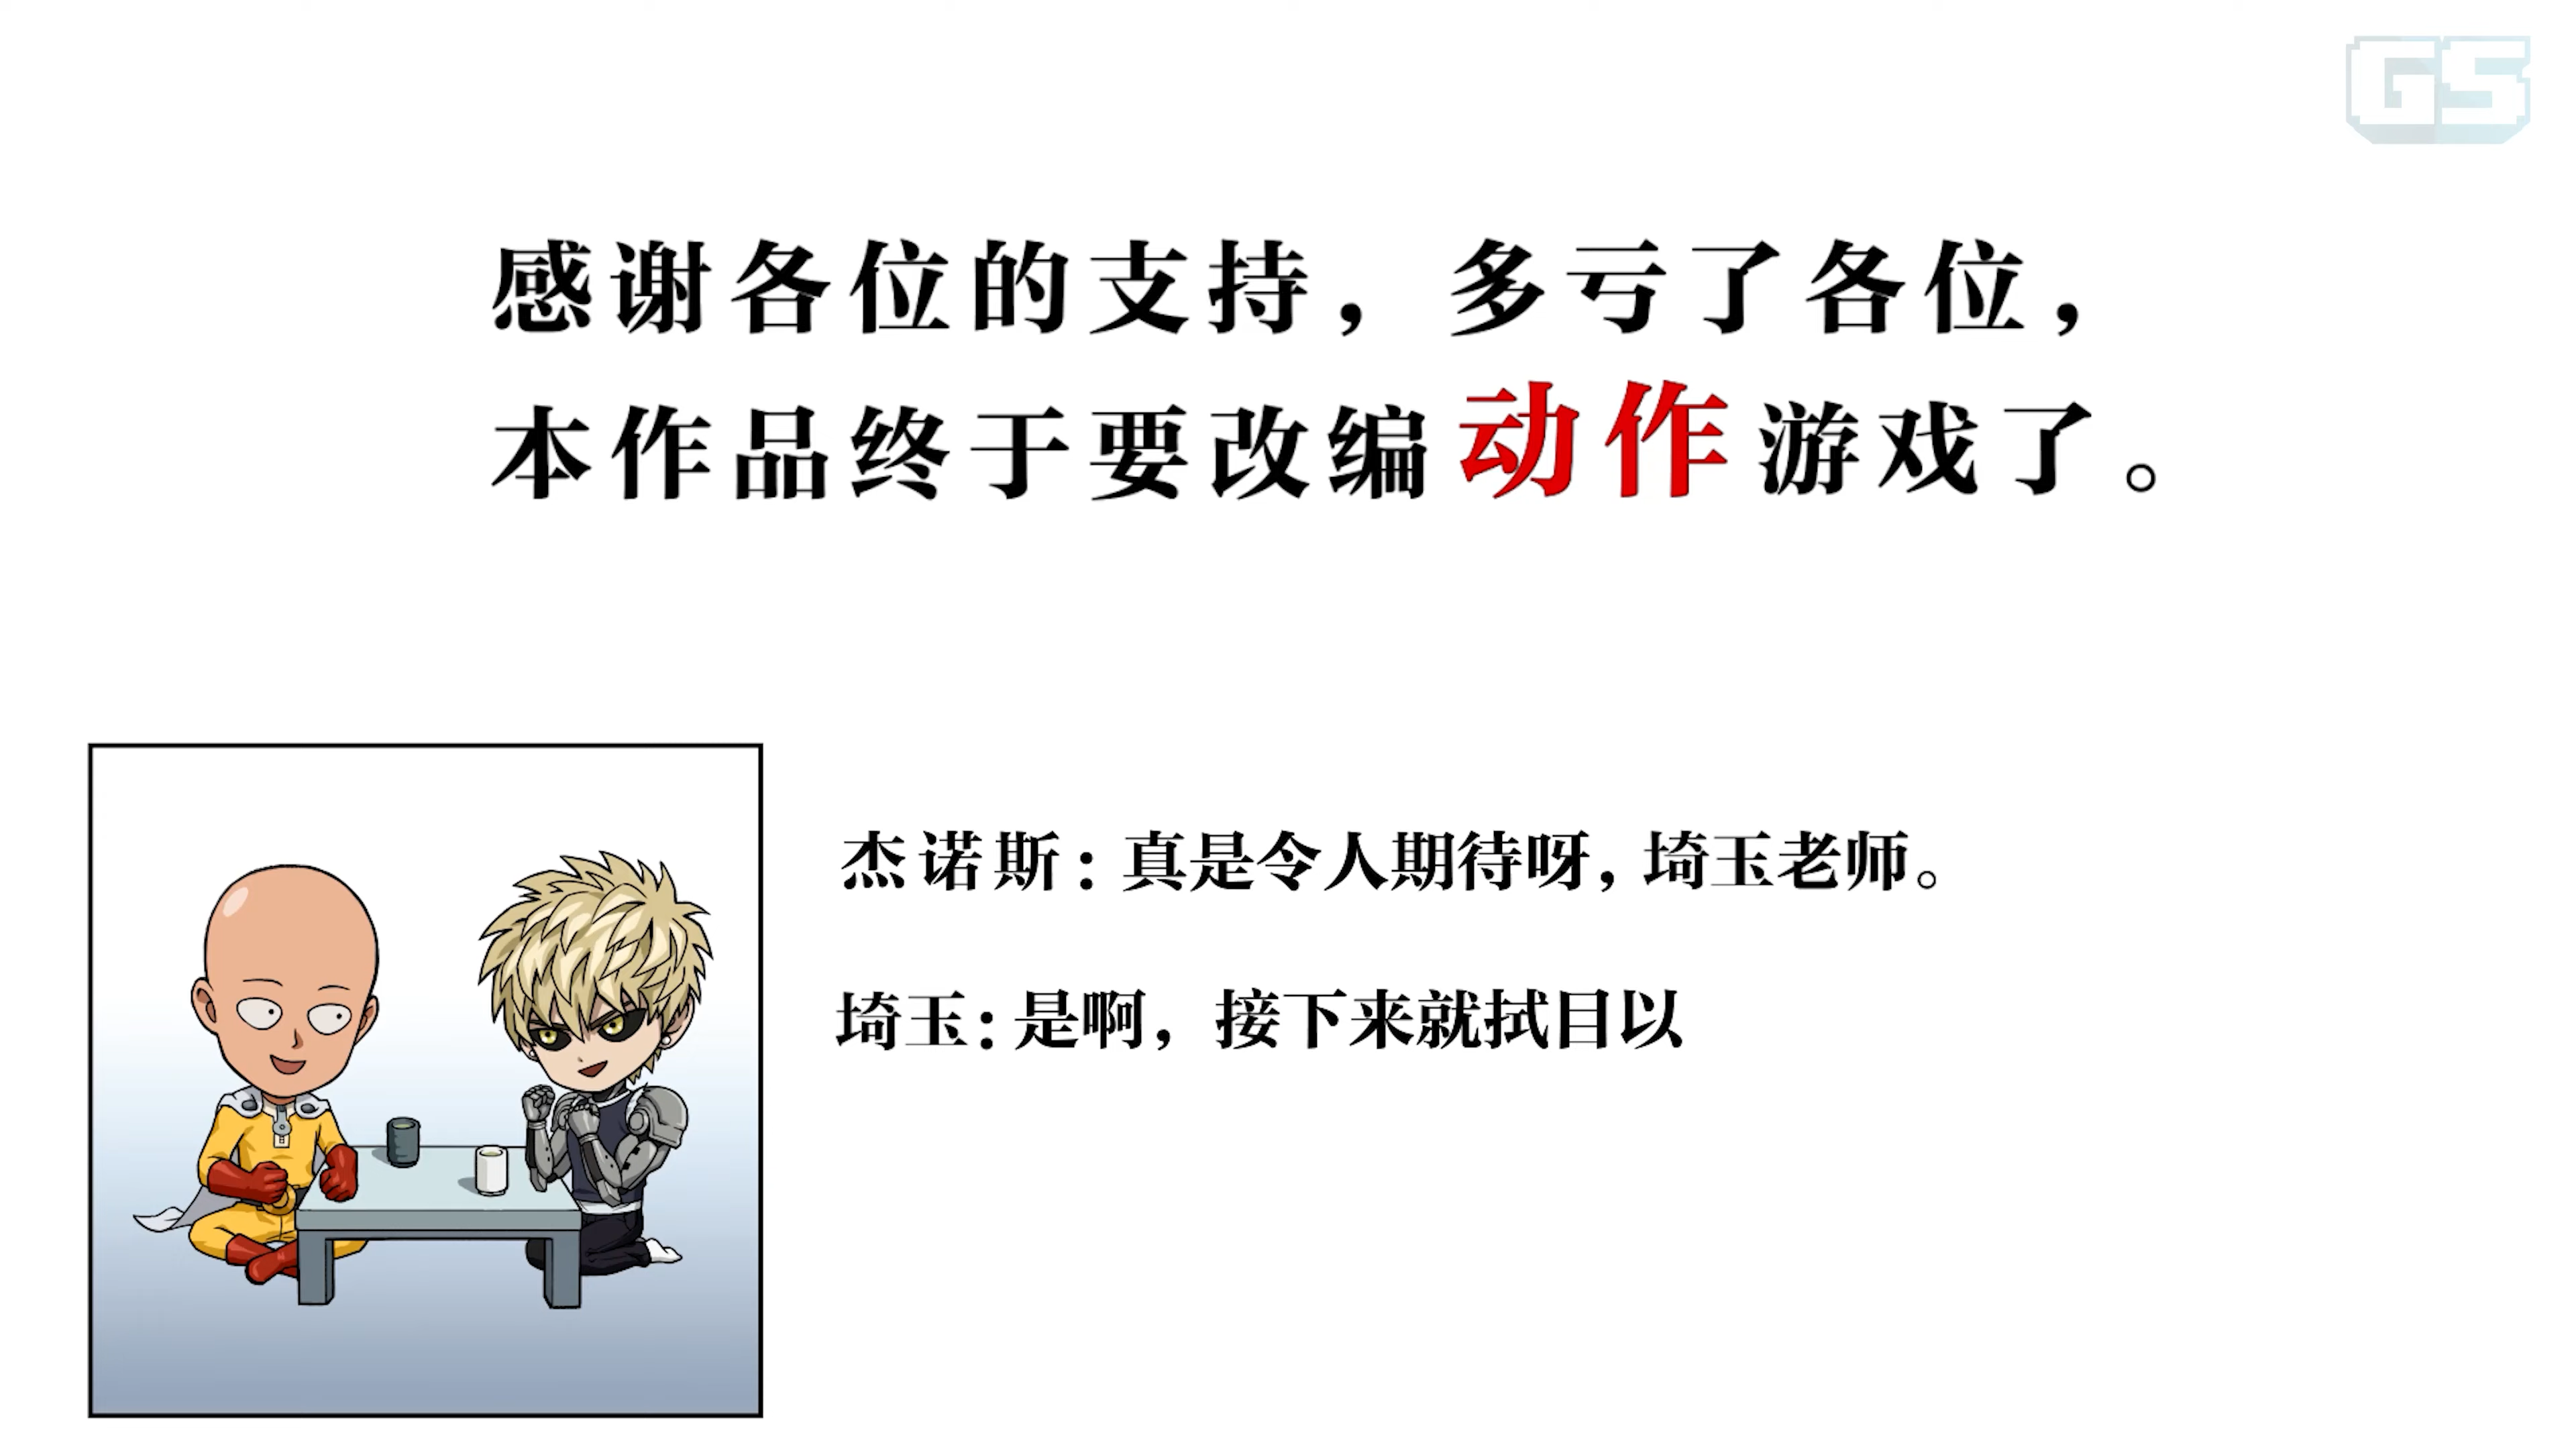 GS
感谢各位的支持，多亏了各位，
本作品终于要改编动作游戏了。
杰诺斯：真是令人期待呀，埼玉老师。
埼玉：是啊，接下来就拭目以